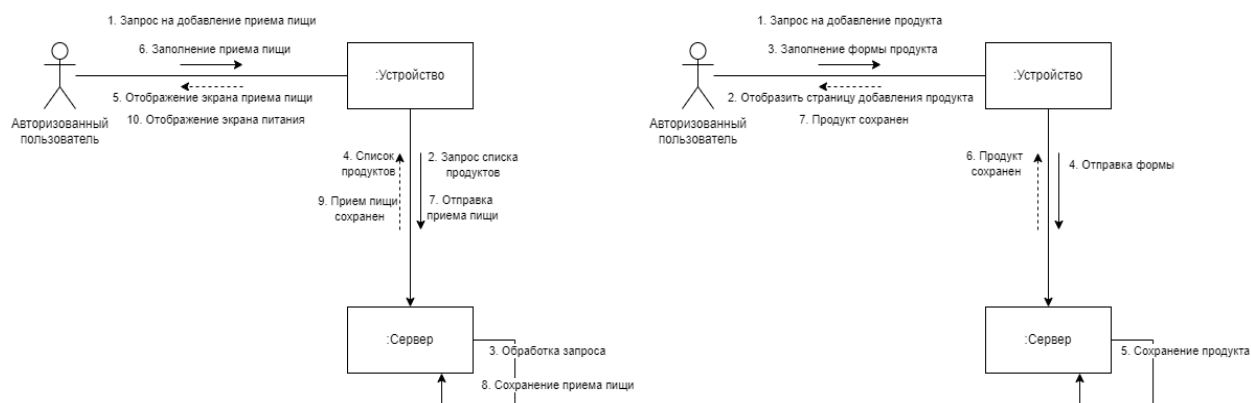 1. Запрос на добавление приема пищи
6. Заполнение приема пищи
:Устройство
5. Отображение экрана приема пищи
10. Отображение экрана питания
Авторизованный
пользователь
4. Список
продуктов
2. Запрос списка
продуктов
9. Прием пищи
сохранен
7. Отправка
приема пищи
:Сервер
3. Обработка запроса
8. Сохранение приема пищи
1. Запрос на добавление продукта
3. Заполнение формы продукта
:Устройство
2. Отобразить страницу добавления продукта
7. Продукт сохранен
Авторизованный
пользователь
6. Продукт
сохранен
4. Отправка формы
:Сервер
5. Сохранение продукта